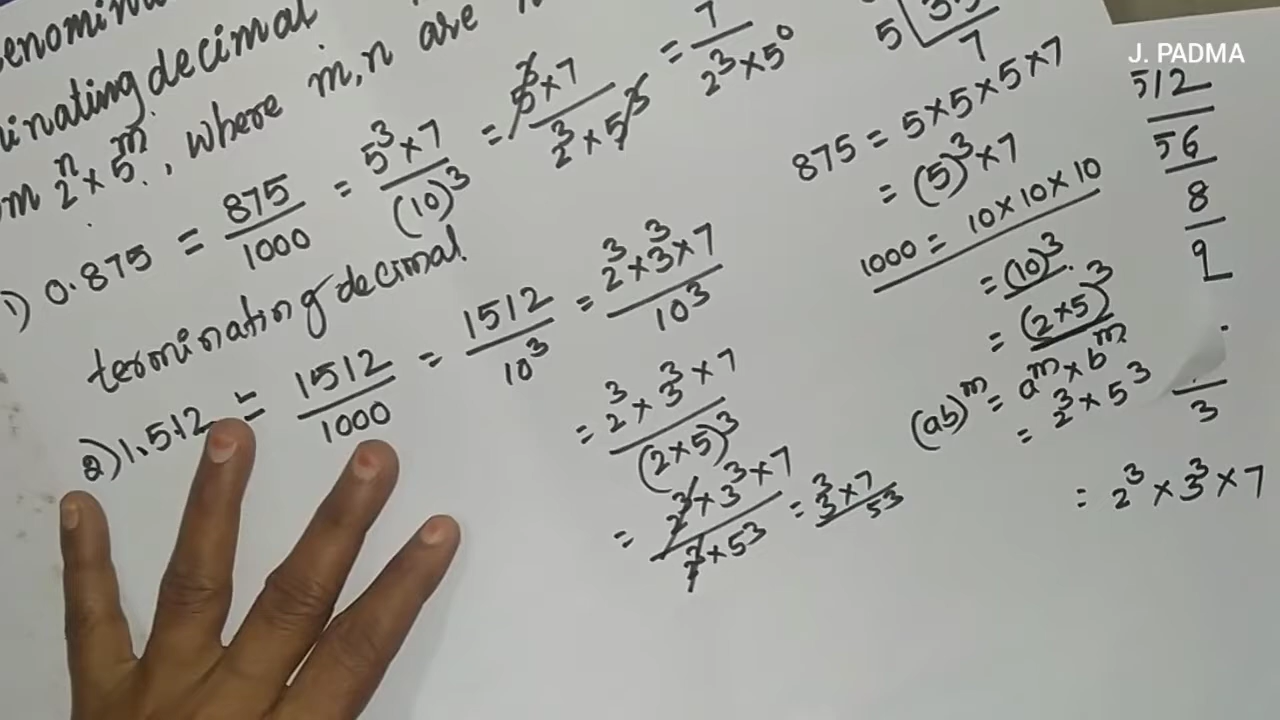 inating decimal
2ⁿ × 5ᵐ, where m, n are
1) 0.875 = 875/1000 = 5³ × 7/(10)³ = 5³ × 7/2³ × 5³ = 7/2³ × 5⁰
terminating decimal
2) 1.512 = 1512/1000 = 1512/10³ = 2³ × 3³ × 7/10³
= 2³ × 3³ × 7/(2 × 5)³
= 2³ × 3³ × 7/2³ × 5³ = 3³ × 7/5³
5
7
875 = 5 × 5 × 5 × 7
= (5)³ × 7
1000 = 10 × 10 × 10
= (10)³
= (2 × 5)³
(ab)ᵐ = aᵐ × bᵐ
= 2³ × 5³
J. PADMA
512
56
8
3
= 2³ × 3³ × 7